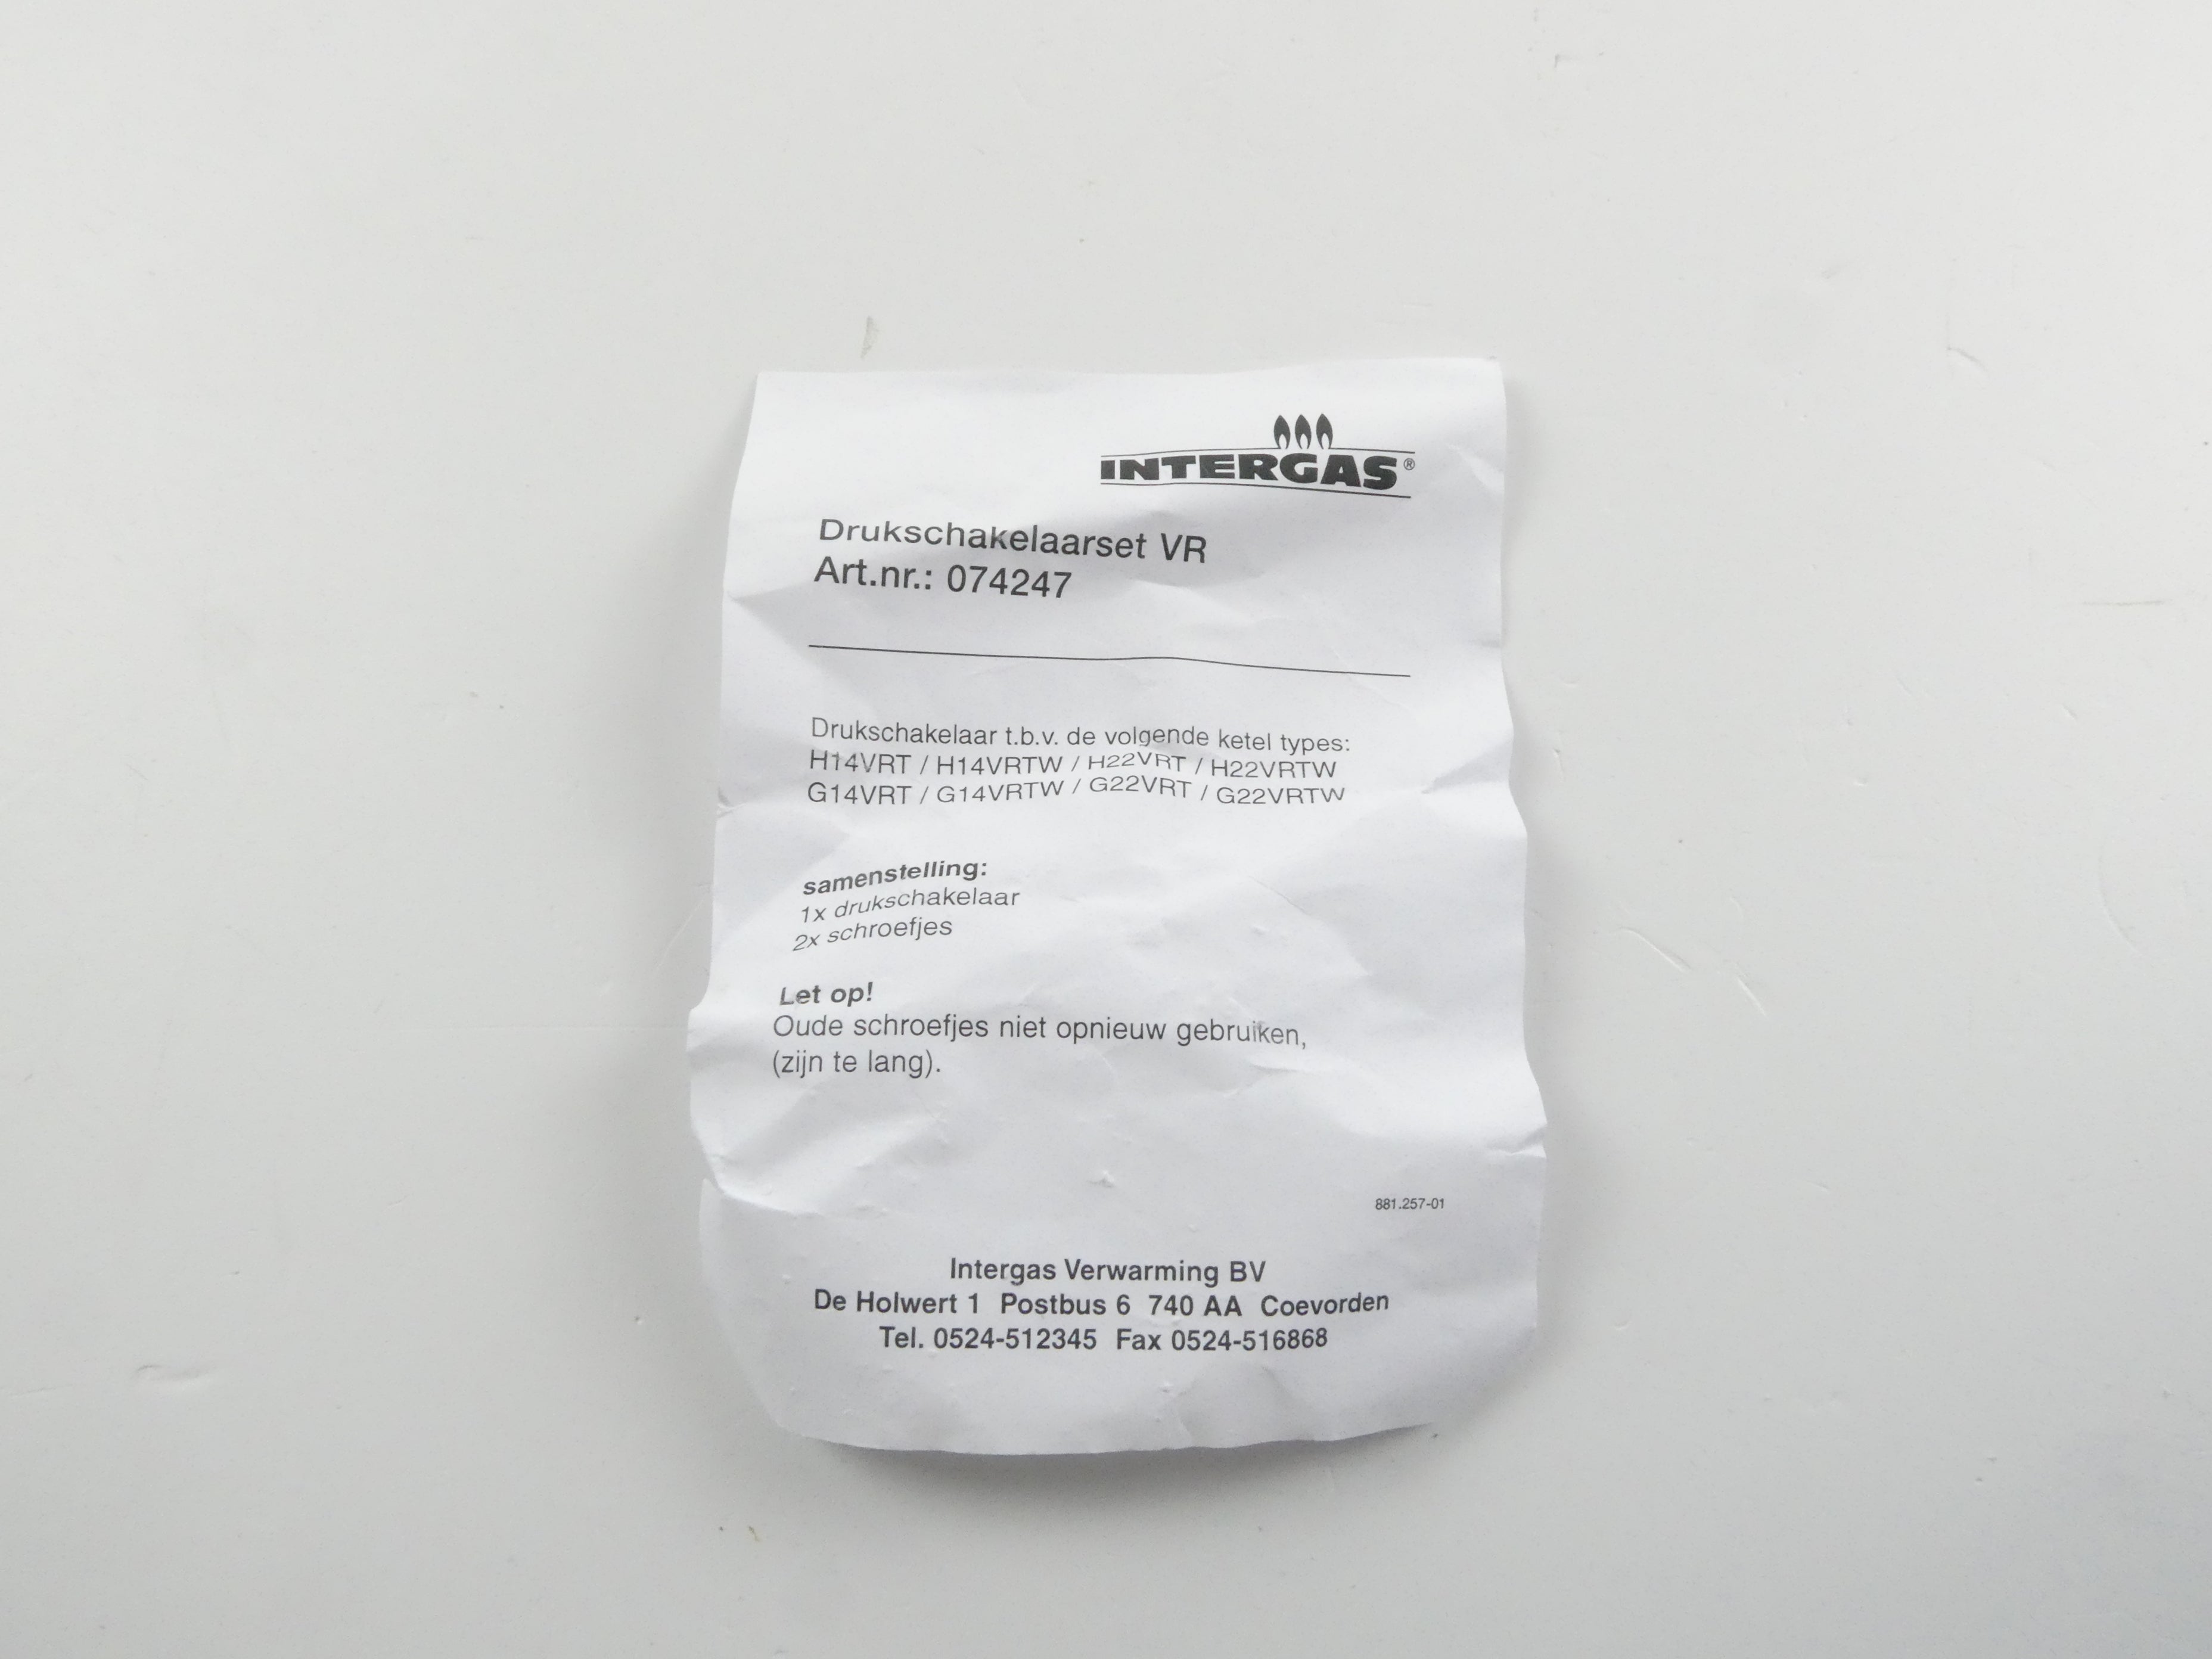 INTERGAS®
Drukschakelaarset VR
Art.nr.: 074247
Drukschakelaar t.b.v. de volgende ketel types:
H14VRT / H14VRTW / H22VRT / H22VRTW
G14VRT / G14VRTW / G22VRT / G22VRTW
samenstelling:
1x drukschakelaar
2x schroefjes
Let op!
Oude schroefjes niet opnieuw gebruiken,
(zijn te lang).
881.257-01
Intergas Verwarming BV
De Holwert 1 Postbus 6 740 AA Coevorden
Tel. 0524-512345 Fax 0524-516868